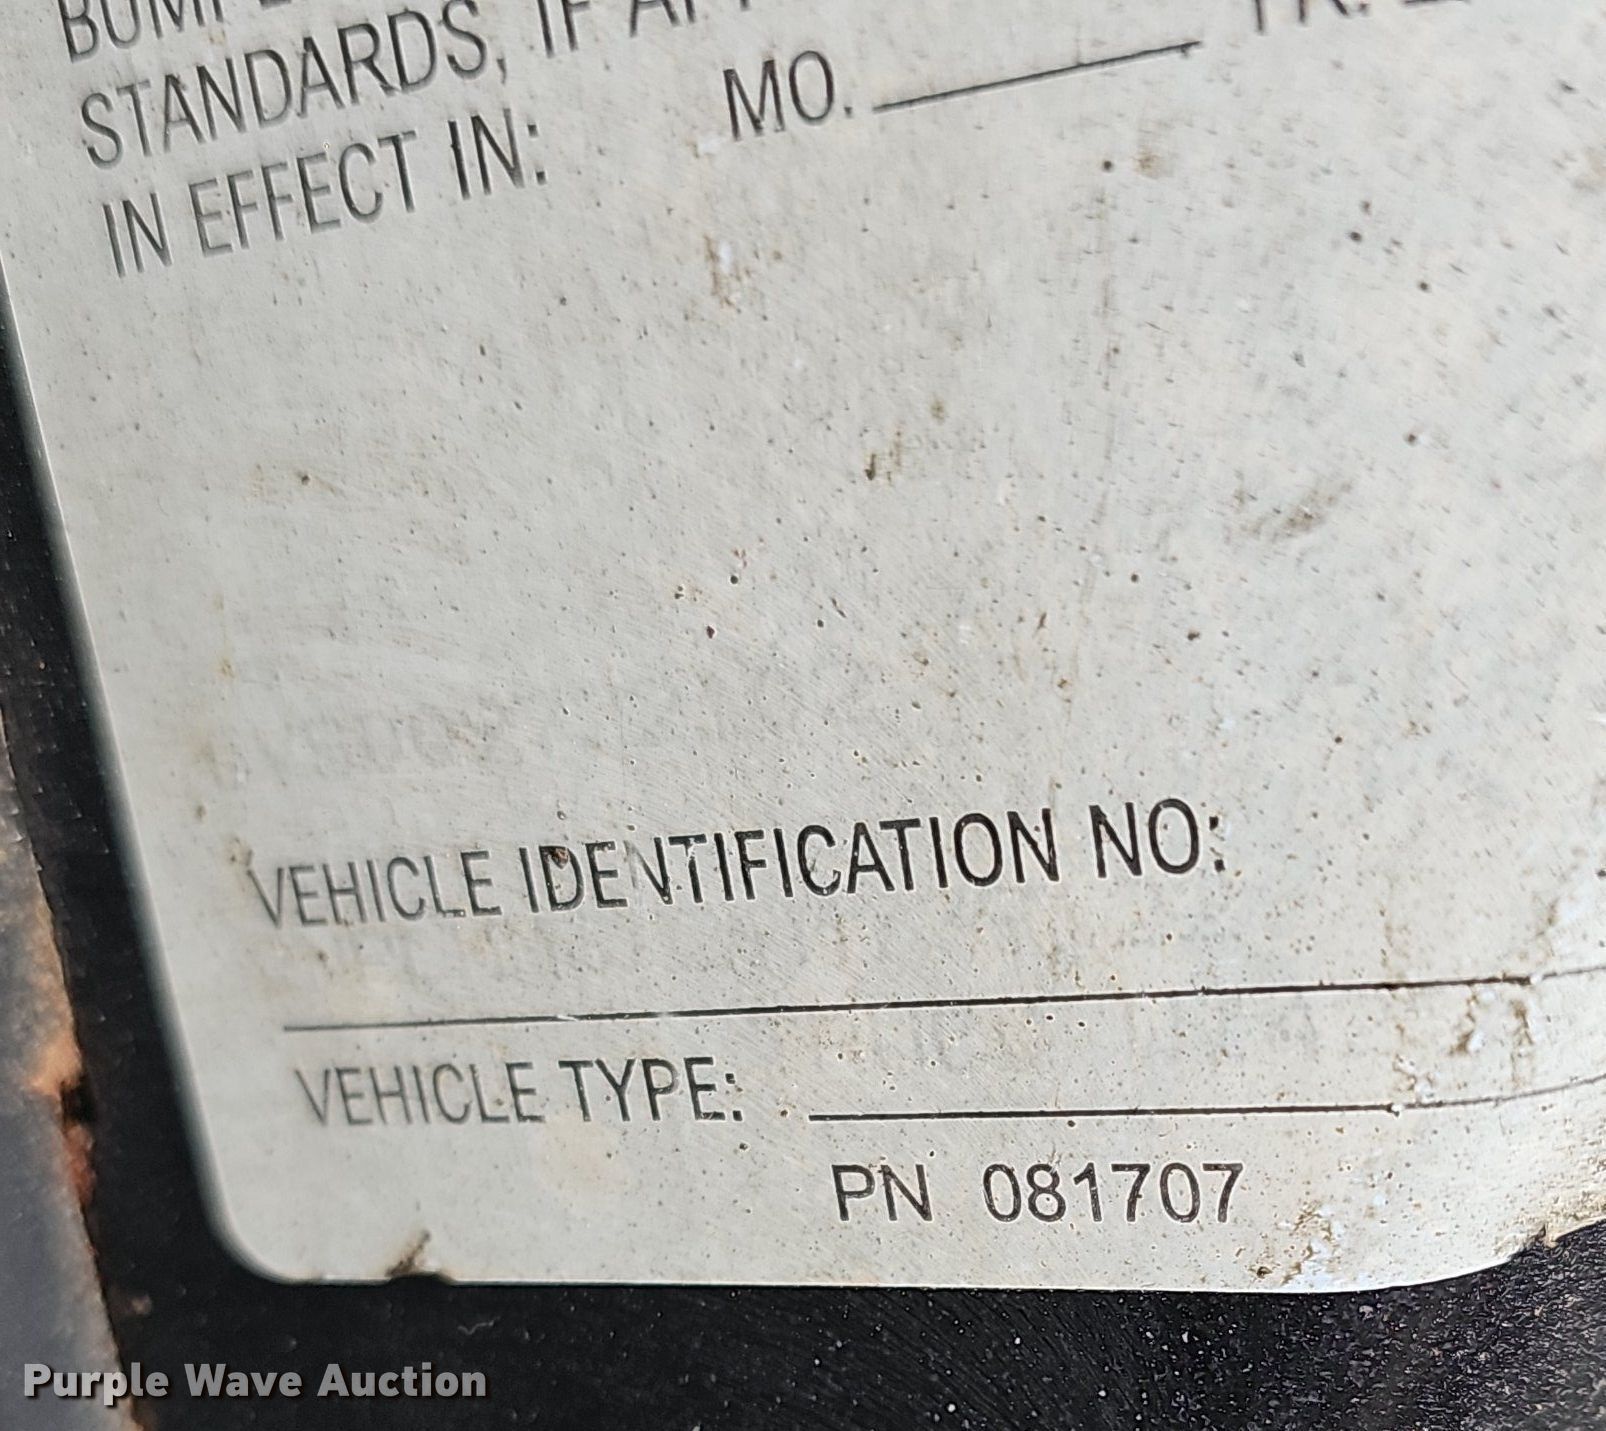 STANDARDS, IF
IN EFFECT IN: MO.
VEHICLE IDENTIFICATION NO:
VEHICLE TYPE:
PN 081707
Purple Wave Auction